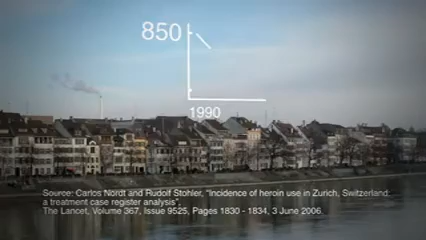 850
1990
Source: Carlos Nordt and Rudolf Stohler, "Incidence of heroin use in Zurich, Switzerland:
a treatment case register analysis",
The Lancet, Volume 367, Issue 9525, Pages 1830 - 1834, 3 June 2006.